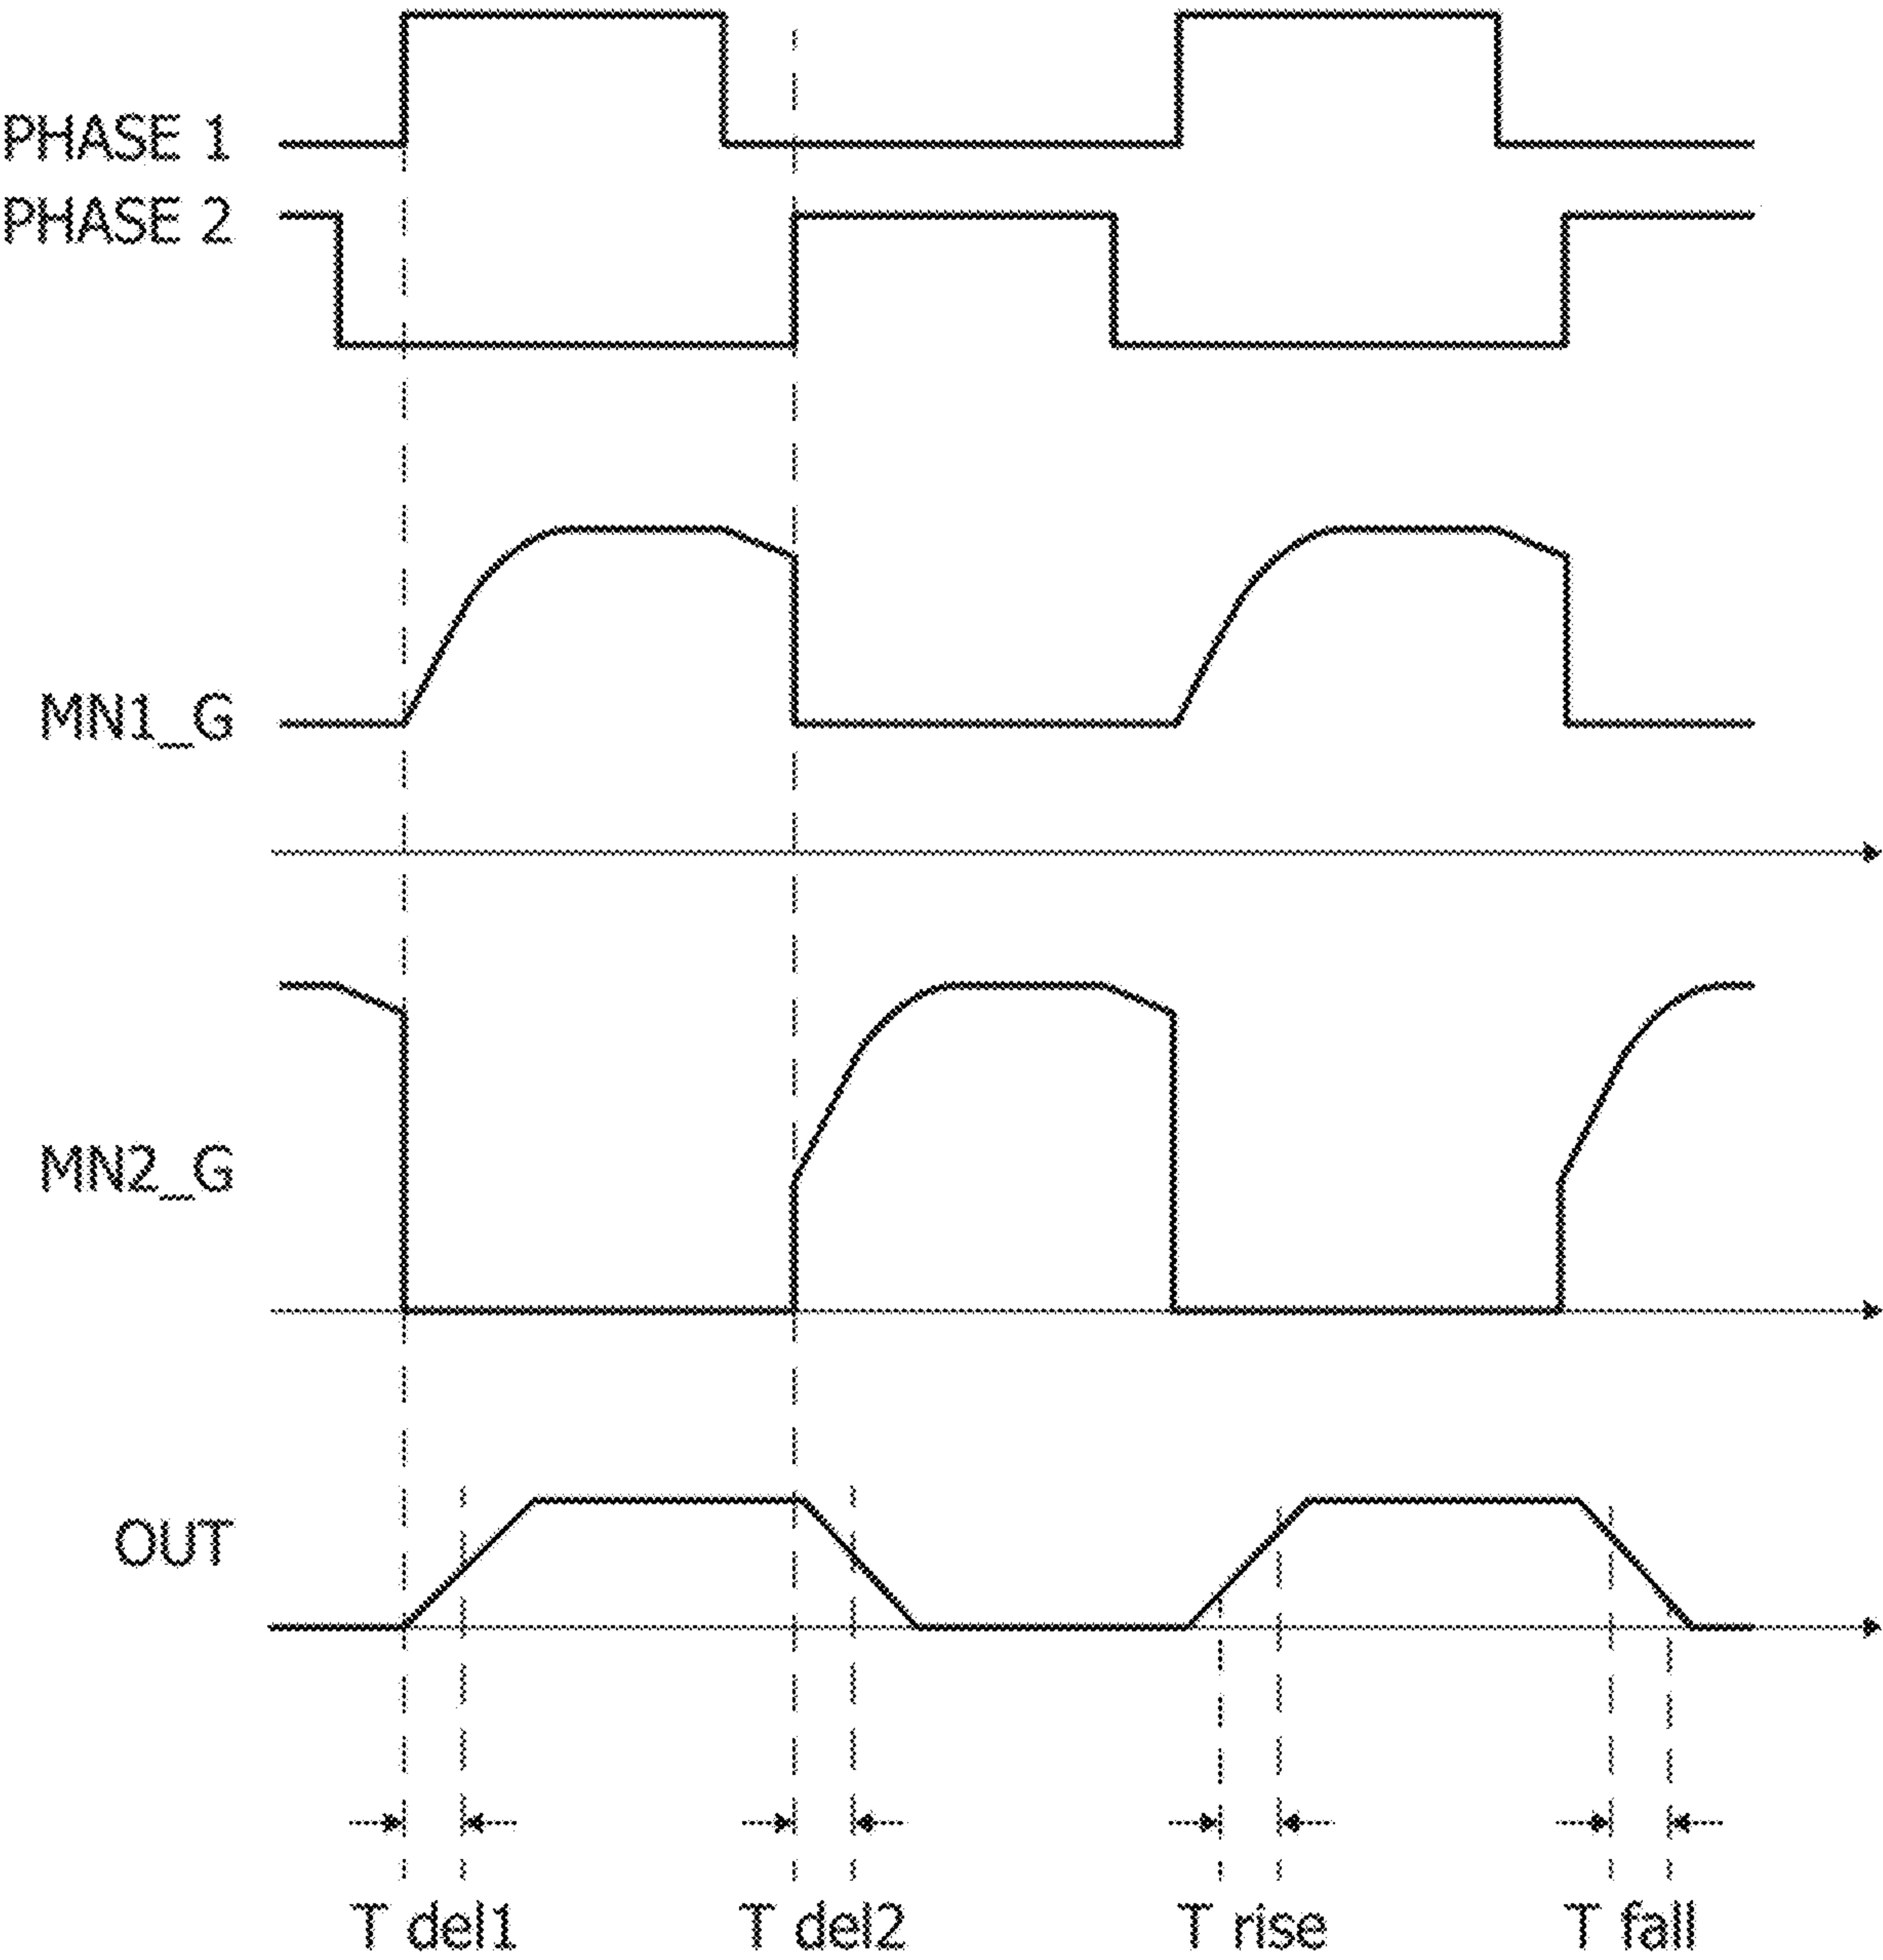 PHASE 1
PHASE 2
MN1_G
MN2_G
OUT
T del1 T del2 T rise T fall